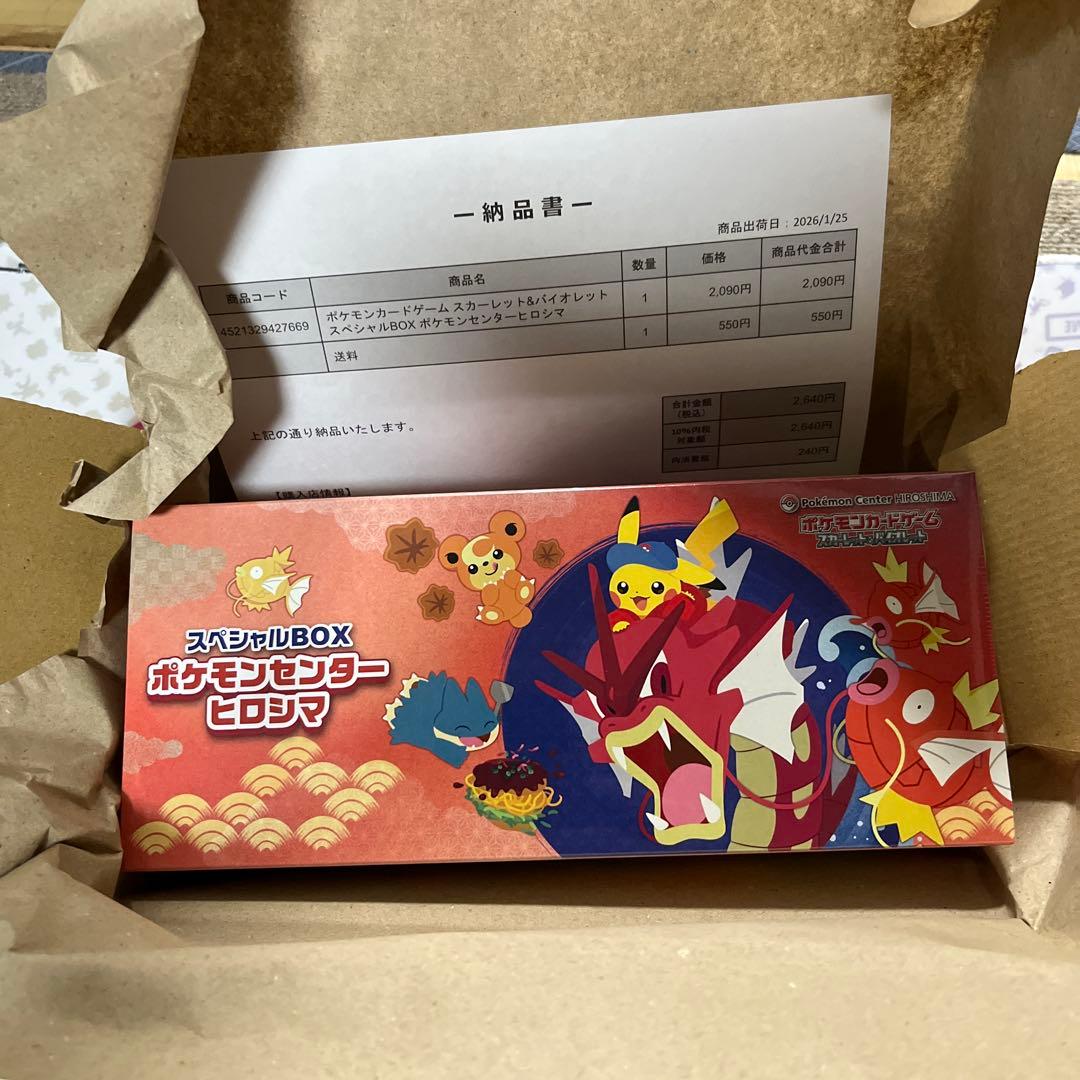 ー納品書ー
商品出荷日：2026/1/25
商品コード 商品名 数量 価格 商品代金合計
4521329427669 ポケモンカードゲーム スカーレット&バイオレット
スペシャルBOX ポケモンセンターヒロシマ 1 2,090円 2,090円
送料 1 550円 550円
合計金額
（税込） 2,640円
10%内税
対象額 2,640円
内消費税 240円
上記の通り納品いたします。
【購入店情報】
Pokémon Center HIROSHIMA
ポケモンカードゲーム
スカーレット&バイオレット
スペシャルBOX
ポケモンセンター
ヒロシマ